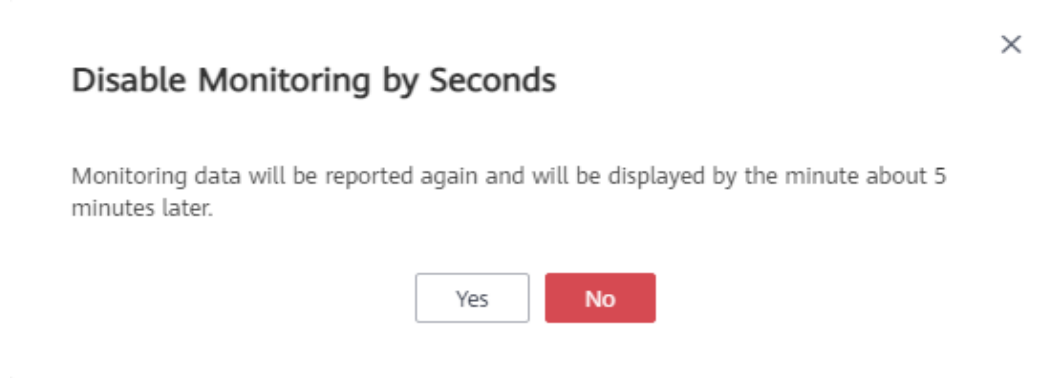 Disable Monitoring by Seconds
Monitoring data will be reported again and will be displayed by the minute about 5
minutes later.
Yes
No